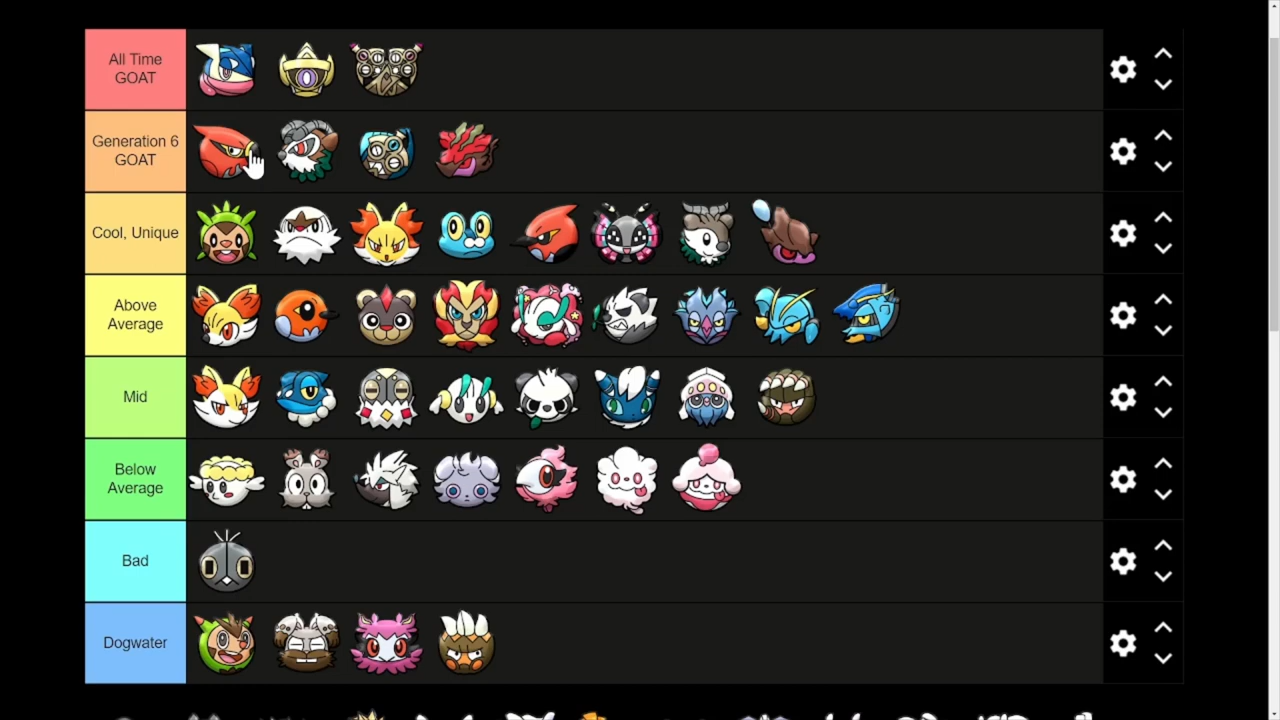 All Time
GOAT
Generation 6
GOAT
Cool, Unique
Above
Average
Mid
Below
Average
Bad
Dogwater